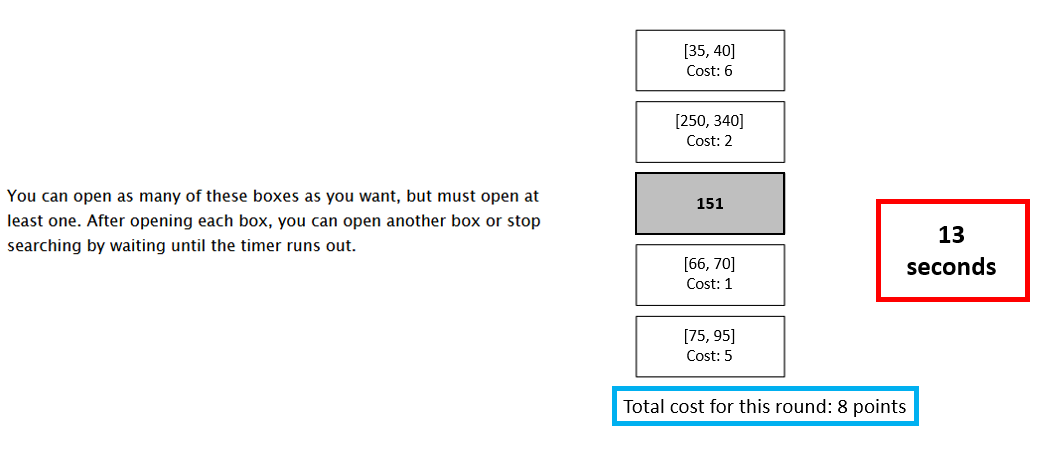 You can open as many of these boxes as you want, but must open at
least one. After opening each box, you can open another box or stop
searching by waiting until the timer runs out.
[35, 40]
Cost: 6
[250, 340]
Cost: 2
151
[66, 70]
Cost: 1
[75, 95]
Cost: 5
13
seconds
Total cost for this round: 8 points